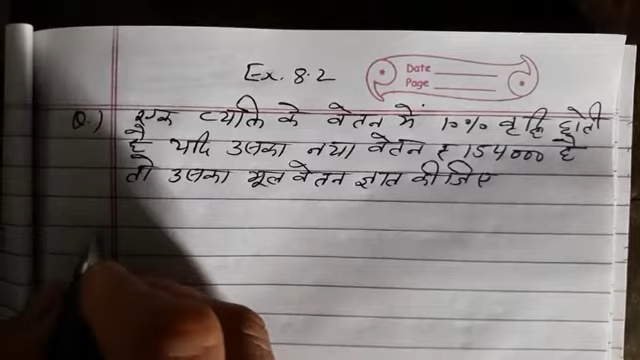 Ex. 8.2
Date
Page
Q.) एक व्यक्ति के वेतन में 10% वृद्धि होती
है यदि उसका नया वेतन ₹ 154000 है
तो उसका मूल वेतन ज्ञात कीजिए